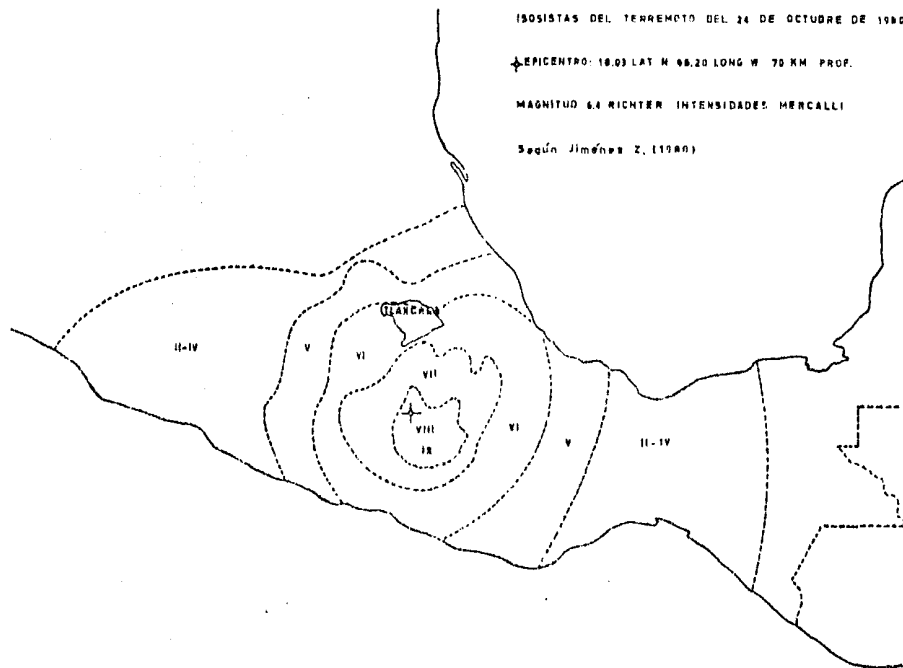 ISOSISTAS DEL TERREMOTO DEL 24 DE OCTUBRE DE 1980
EPICENTRO: 18.03 LAT N 98.20 LONG W 70 KM PROF.
MAGNITUD 6.4 RICHTER INTENSIDADES MERCALLI
Según Jiménes Z, (1980)
TLAXCALA
II-IV
V
VI
VII
VIII
IX
VI
V
II-IV